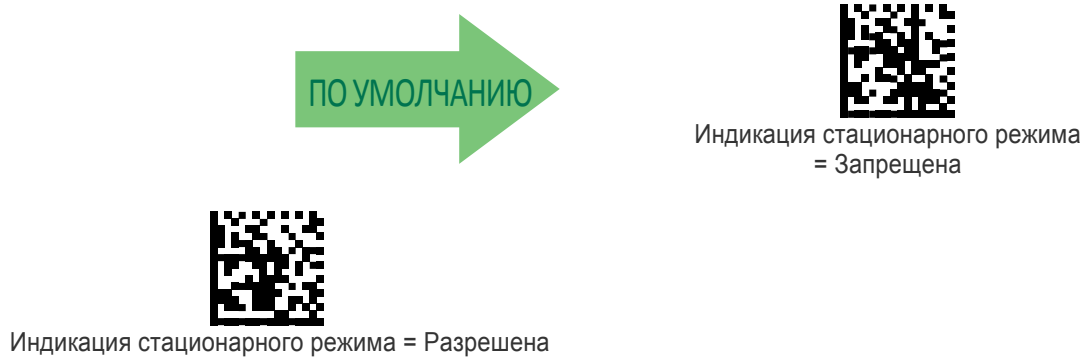 ПО УМОЛЧАНИЮ
Индикация стационарного режима
= Запрещена
Индикация стационарного режима = Разрешена